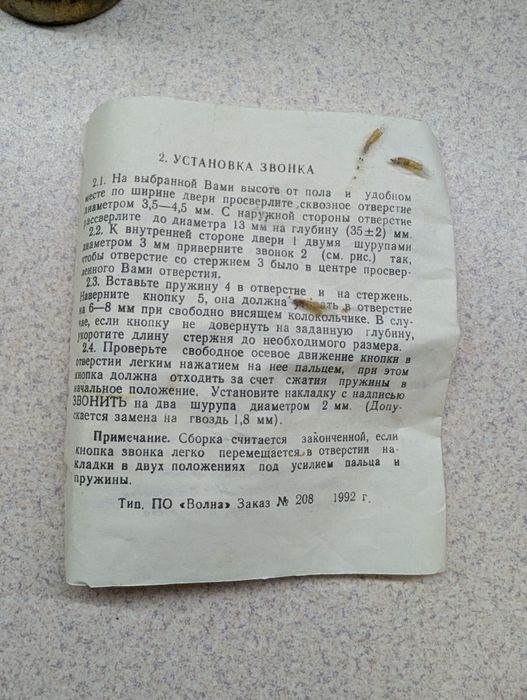 2. УСТАНОВКА ЗВОНКА
2.1. На выбранной Вами высоте от пола и удобном
месте по ширине двери просверлите сквозное отверстие
диаметром 3,5—4,5 мм. С наружной стороны отверстие
рассверлите до диаметра 13 мм на глубину (35±2) мм.
2.2. К внутренней стороне двери 1 двумя шурупами
диаметром 3 мм приверните звонок 2 (см. рис.) так,
чтобы отверстие со стержнем 3 было в центре просвер-
ленного Вами отверстия.
2.3. Вставьте пружину 4 в отверстие и на стержень.
Наверните кнопку 5, она должна в отверстие
на 6—8 мм при свободно висящем колокольчике. В слу-
чае, если кнопку не довернуть на заданную глубину,
укоротите длину стержня до необходимого размера.
2.4. Проверьте свободное осевое движение кнопки в
отверстии легким нажатием на нее пальцем, при этом
кнопка должна отходить за счет сжатия пружины в
начальное положение. Установите накладку с надписью
ЗВОНИТЬ на два шурупа диаметром 2 мм. (Допу-
скается замена на гвоздь 1,8 мм).
Примечание. Сборка считается законченной, если
кнопка звонка легко перемещается в отверстии на-
кладки в двух положениях под усилием пальца и
пружины.
Тип. ПО «Волна» Заказ № 208 1992 г.